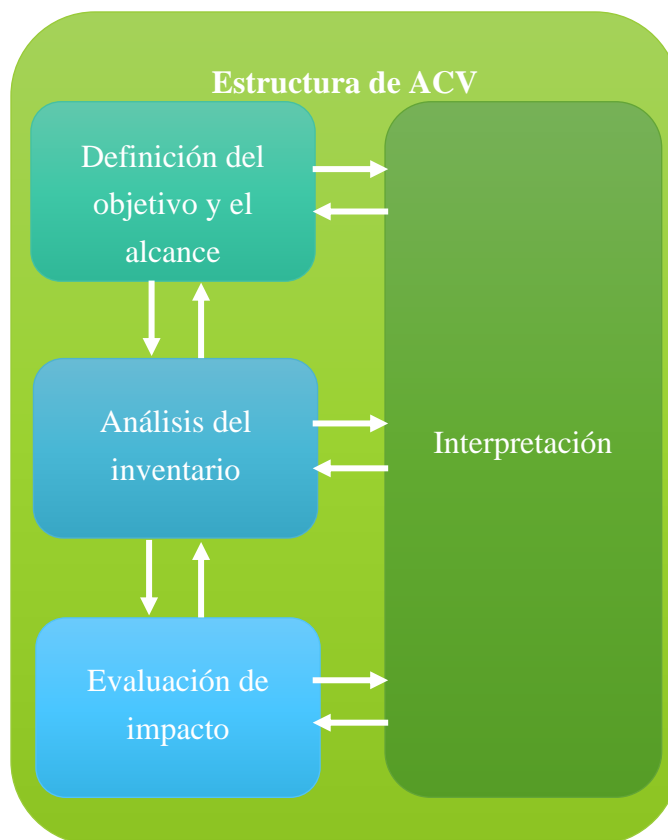 Estructura de ACV
Definición del
objetivo y el
alcance
Análisis del
inventario
Interpretación
Evaluación de
impacto